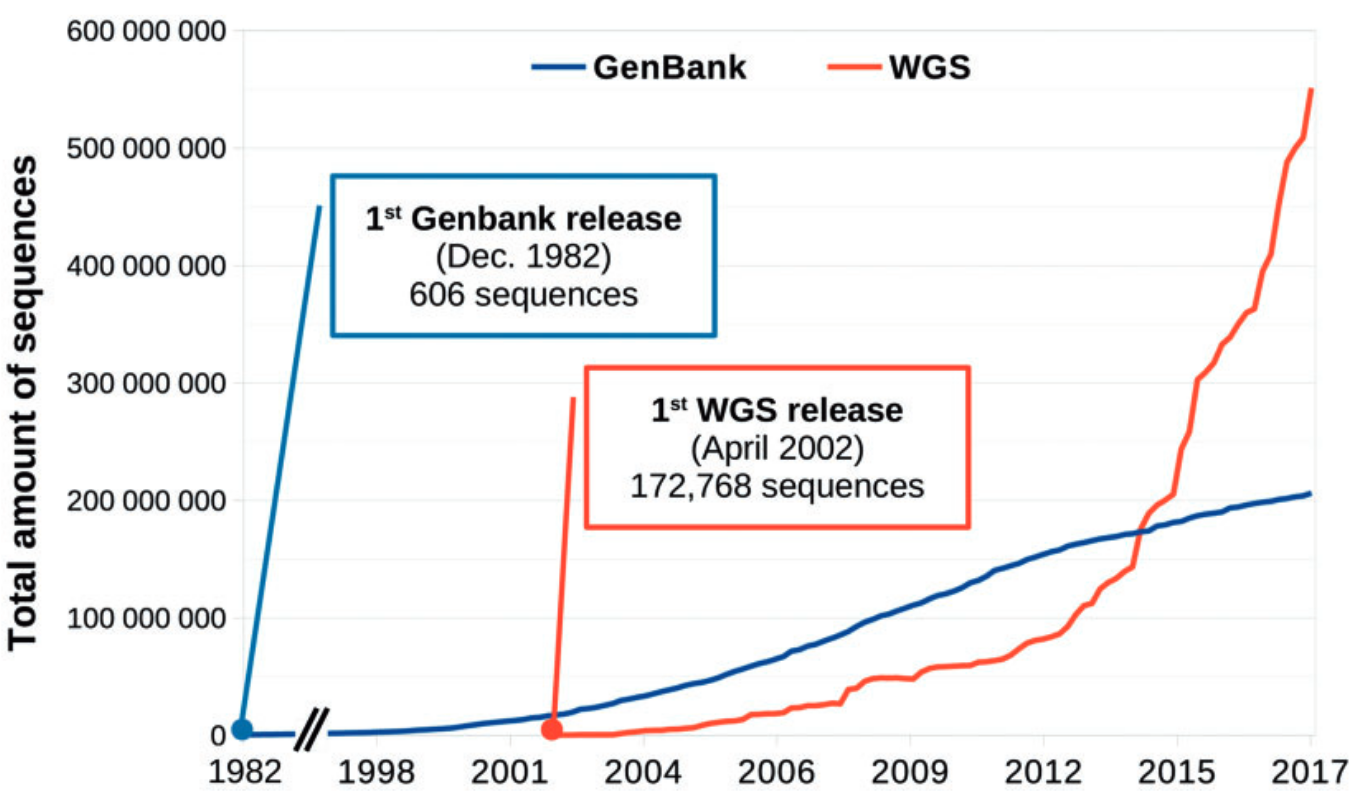 Total amount of sequences
600 000 000
500 000 000
400 000 000
300 000 000
200 000 000
100 000 000
0
GenBank
WGS
1st Genbank release
(Dec. 1982)
606 sequences
1st WGS release
(April 2002)
172,768 sequences
1982 1998 2001 2004 2006 2009 2012 2015 2017